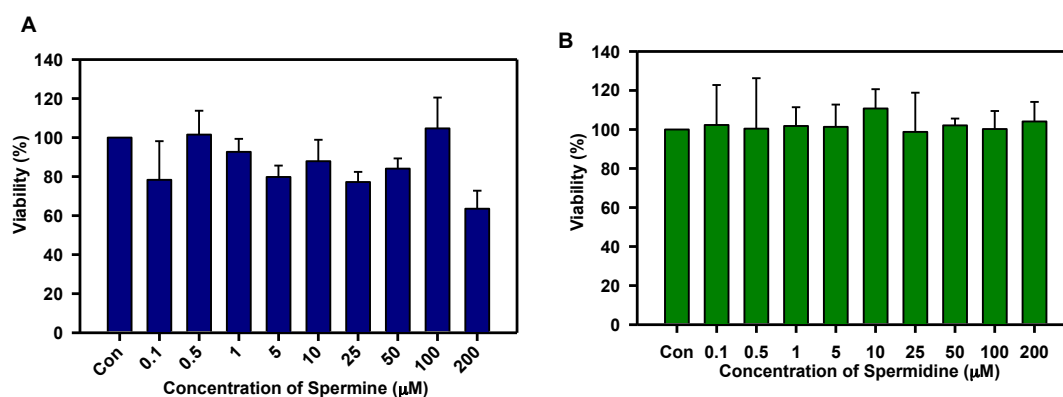 A
Viability (%)
140
120
100
80
60
40
20
0
Con 0.1 0.5 1 5 10 25 50 100 200
Concentration of Spermine (μM)
B
Viability (%)
140
120
100
80
60
40
20
0
Con 0.1 0.5 1 5 10 25 50 100 200
Concentration of Spermidine (μM)